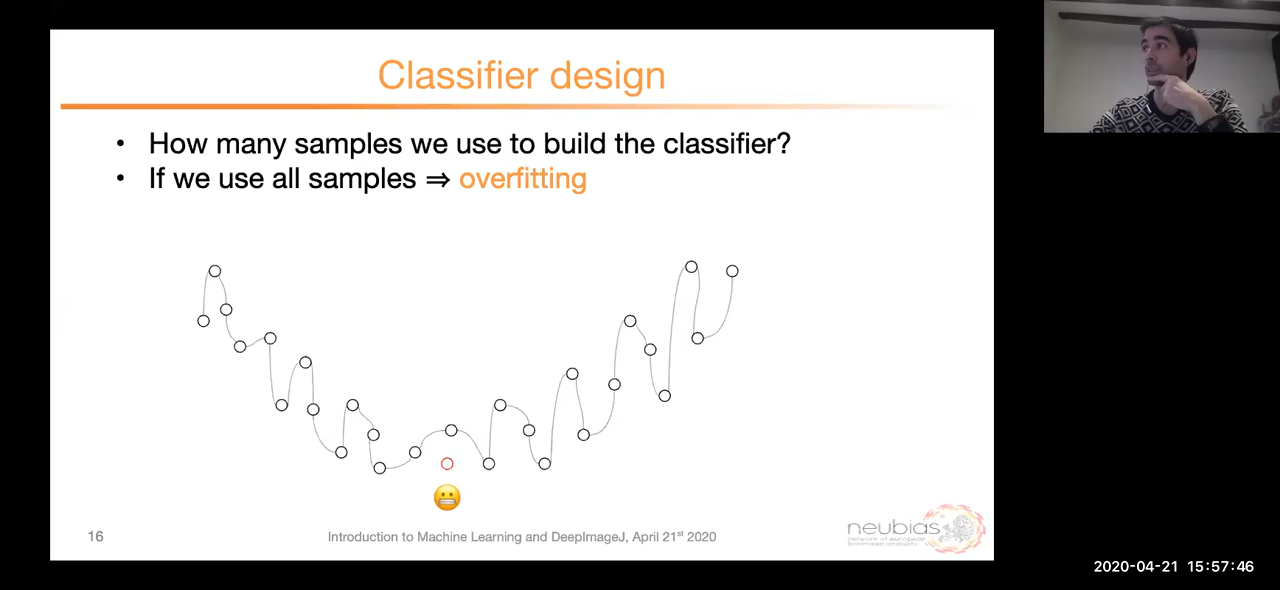 Classifier design
• How many samples we use to build the classifier?
• If we use all samples ⇒ overfitting
16
Introduction to Machine Learning and DeepImageJ, April 21st 2020
neubias
2020-04-21 15:57:46